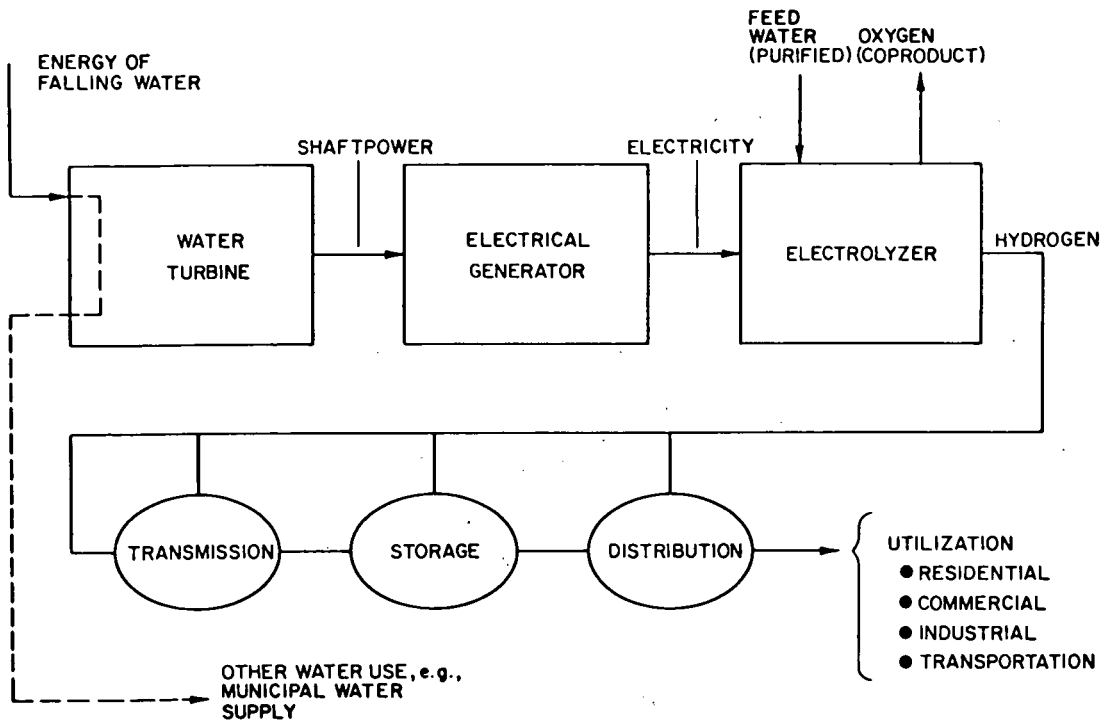 ENERGY OF
FALLING WATER
FEED
WATER
(PURIFIED)
OXYGEN
(COPRODUCT)
SHAFTPOWER
ELECTRICITY
WATER
TURBINE
ELECTRICAL
GENERATOR
ELECTROLYZER
HYDROGEN
TRANSMISSION
STORAGE
DISTRIBUTION
UTILIZATION
● RESIDENTIAL
● COMMERCIAL
● INDUSTRIAL
● TRANSPORTATION
OTHER WATER USE, e.g.,
MUNICIPAL WATER
SUPPLY